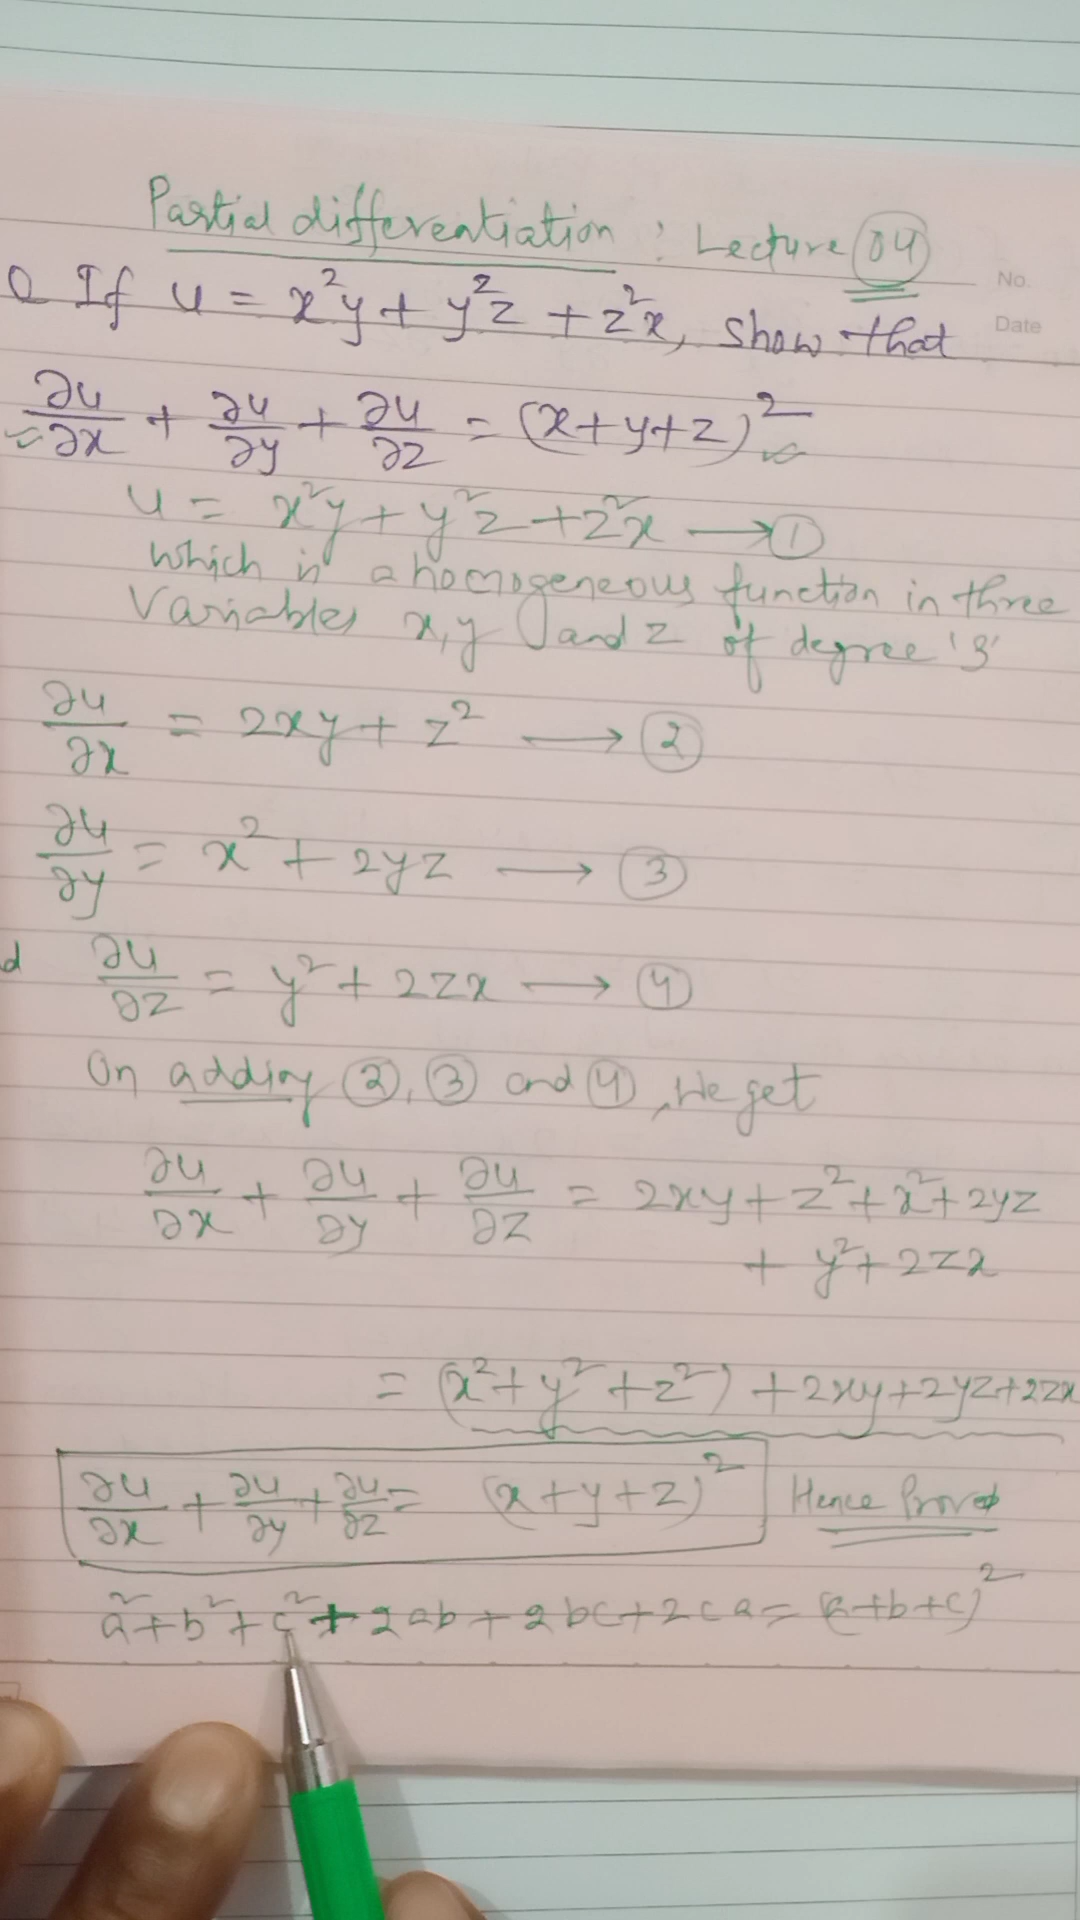 Partial differentiation : Lecture 04
No.
Q If u = x²y + y²z + z²x, show that
Date
∂u/∂x + ∂u/∂y + ∂u/∂z = (x+y+z)²
u = x²y + y²z + z²x → ①
which is a homogeneous function in three
Variables x, y and z of degree '3'
∂u/∂x = 2xy + z² → ②
∂u/∂y = x² + 2yz → ③
d ∂u/∂z = y² + 2zx → ④
On adding ②, ③ and ④, We get
∂u/∂x + ∂u/∂y + ∂u/∂z = 2xy + z² + x² + 2yz
+ y² + 2zx
= (x² + y² + z²) + 2xy + 2yz + 2zx
∂u/∂x + ∂u/∂y + ∂u/∂z = (x+y+z)² Hence Proved
a² + b² + c² + 2ab + 2bc + 2ca = (a+b+c)²